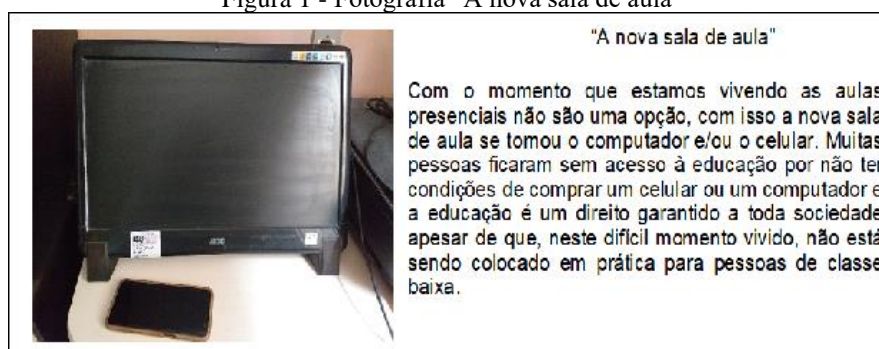 Figura 1 - Fotografia "A nova sala de aula"
"A nova sala de aula"
Com o momento que estamos vivendo as aulas
presenciais não são uma opção, com isso a nova sala
de aula se tornou o computador e/ou o celular. Muitas
pessoas ficaram sem acesso à educação por não ter
condições de comprar um celular ou um computador e
a educação é um direito garantido a toda sociedade
apesar de que, neste difícil momento vivido, não está
sendo colocado em prática para pessoas de classe
baixa.